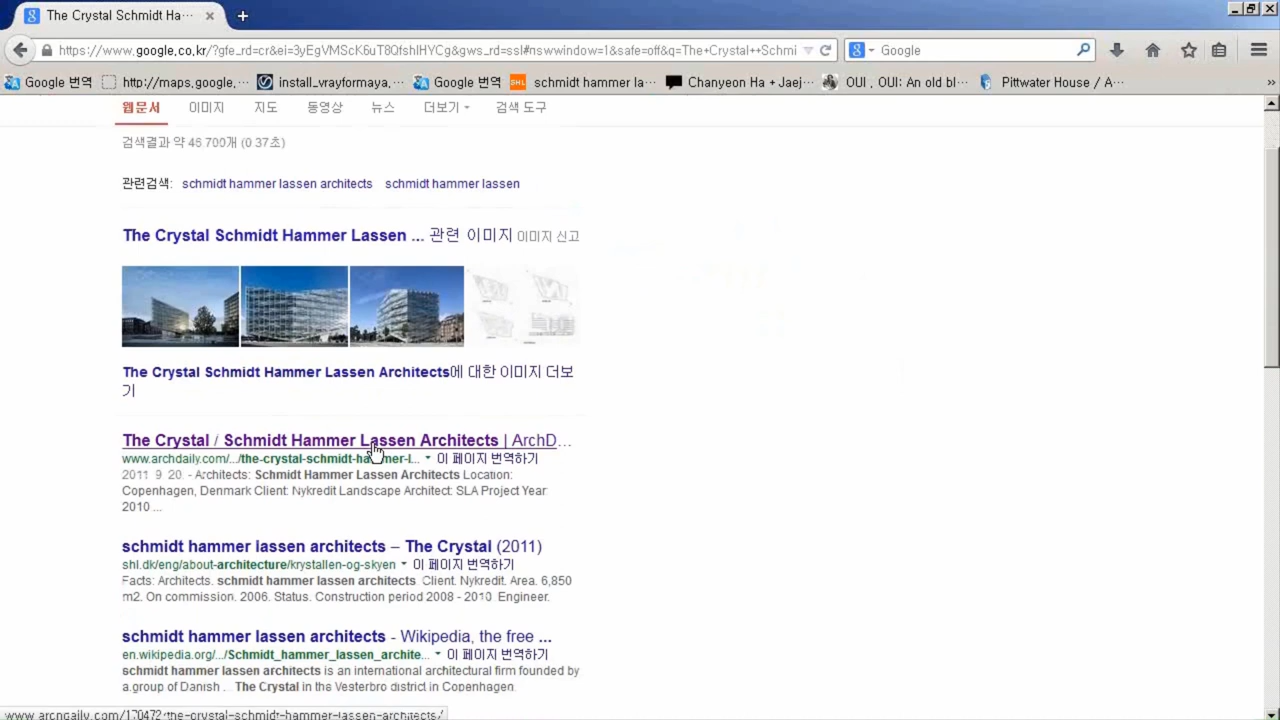 The Crystal Schmidt Ha···
https://www.google.co.kr/?gfe_rd=cr&ei=3yEgVMScK6uT8QfshIHYCg&gws_rd=ssl#newwindow=1&safe=off&q=The+Crystal++Schmi
Google
Google 번역 http://maps.google,··· install_wrayformaya,··· Google 번역 SHL schmidt hammer la··· Chanyeon Ha + Jaej··· OUI , OUI: An old bl··· Pittwater House / A··· »
웹문서 이미지 지도 동영상 뉴스 더보기 검색 도구
검색결과 약 46,700개 (0.37초)
관련검색: schmidt hammer lassen architects schmidt hammer lassen
The Crystal Schmidt Hammer Lassen ... 관련 이미지 이미지 신고
The Crystal Schmidt Hammer Lassen Architects에 대한 이미지 더보
기
The Crystal / Schmidt Hammer Lassen Architects | ArchD...
www.archdaily.com/.../the-crystal-schmidt-hammer-l... 이 페이지 번역하기
2011. 9. 20. - Architects: Schmidt Hammer Lassen Architects Location:
Copenhagen, Denmark Client: Nykredit Landscape Architect: SLA Project Year:
2010 ...
schmidt hammer lassen architects – The Crystal (2011)
shl.dk/eng/about-architecture/krystallen-og-skyen 이 페이지 번역하기
Facts: Architects. schmidt hammer lassen architects. Client. Nykredit. Area. 6,850
m2. On commission. 2006. Status. Construction period 2008 - 2010. Engineer.
schmidt hammer lassen architects - Wikipedia, the free ...
en.wikipedia.org/.../Schmidt_hammer_lassen_archite... 이 페이지 번역하기
schmidt hammer lassen architects is an international architectural firm founded by
a group of Danish ... The Crystal in the Vesterbro district in Copenhagen.
www.archdaily.com/170472/the-crystal-schmidt-hammer-lassen-architects/